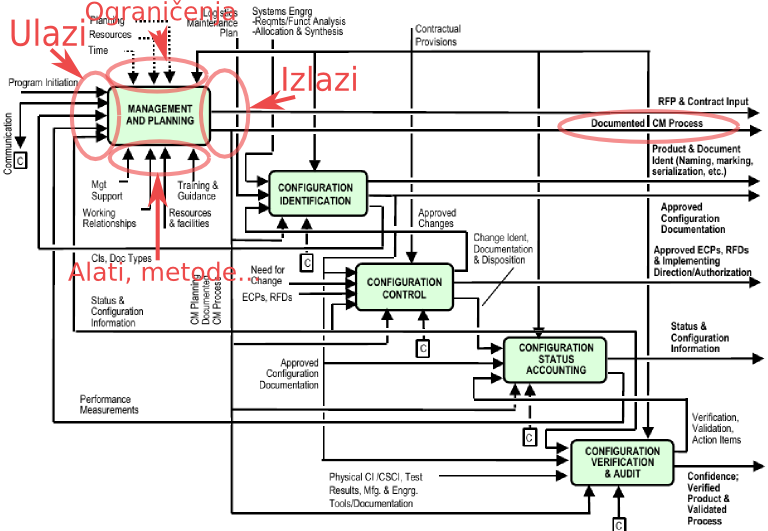 Ograničenja
Ulazi
Izlazi
Alati, metode..
Planning
Resources
Time
Logistics
Maintenance
Plan
Systems Engrg
-Reqmts/Funct Analysis
-Allocation & Synthesis
Contractual
Provisions
Program Initiation
Communication
C
MANAGEMENT
AND PLANNING
RFP & Contract Input
Documented CM Process
Product & Document
Ident (Naming, marking,
serialization, etc.)
Mgt
Support
Training &
Guidance
Working
Relationships
Resources
& facilities
CONFIGURATION
IDENTIFICATION
Approved
Changes
Approved
Configuration
Documentation
C
CIs, Doc Types
Change Ident,
Documentation
& Disposition
Approved ECPs, RFDs
& Implementing
Direction/Authorization
Need for
Change
ECPs, RFDs
CONFIGURATION
CONTROL
CM Planning
Documented
CM Process
Status &
Configuration
Information
C
Status &
Configuration
Information
CONFIGURATION
STATUS
ACCOUNTING
Approved
Configuration
Documentation
Performance
Measurements
C
Verification,
Validation,
Action Items
CONFIGURATION
VERIFICATION
& AUDIT
Physical CI /CSCI, Test
Results, Mfg. & Engrg.
Tools/Documentation
Confidence;
Verified
Product &
Validated
Process
C